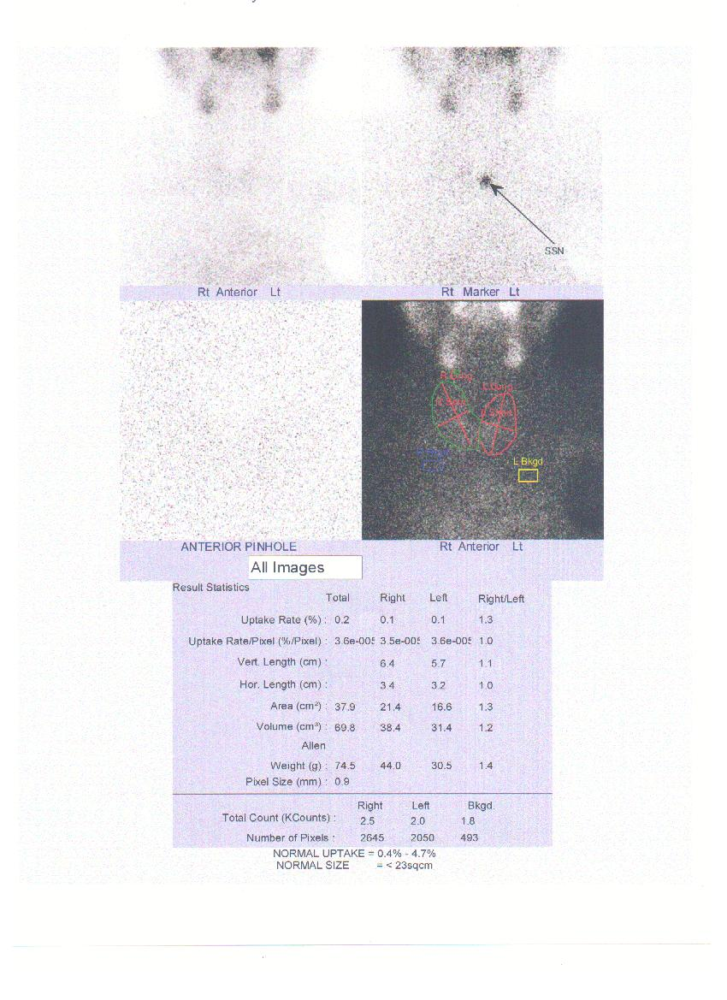 SSN
Rt Anterior Lt
Rt Marker Lt
R Long
L Long
L Bkgd
ANTERIOR PINHOLE
Rt Anterior Lt
All Images
Result Statistics
Total Right Left Right/Left
Uptake Rate (%) : 0.2 0.1 0.1 1.3
Uptake Rate/Pixel (%/Pixel) : 3.6e-005 3.5e-005 3.6e-005 1.0
Vert. Length (cm) : 6.4 5.7 1.1
Hor. Length (cm) : 3.4 3.2 1.0
Area (cm²) : 37.9 21.4 16.6 1.3
Volume (cm³) : 69.8 38.4 31.4 1.2
Allen
Weight (g) : 74.5 44.0 30.5 1.4
Pixel Size (mm) : 0.9
Right Left Bkgd.
Total Count (KCounts) : 2.5 2.0 1.8
Number of Pixels : 2645 2050 493
NORMAL UPTAKE = 0.4% - 4.7%
NORMAL SIZE = < 23sqcm